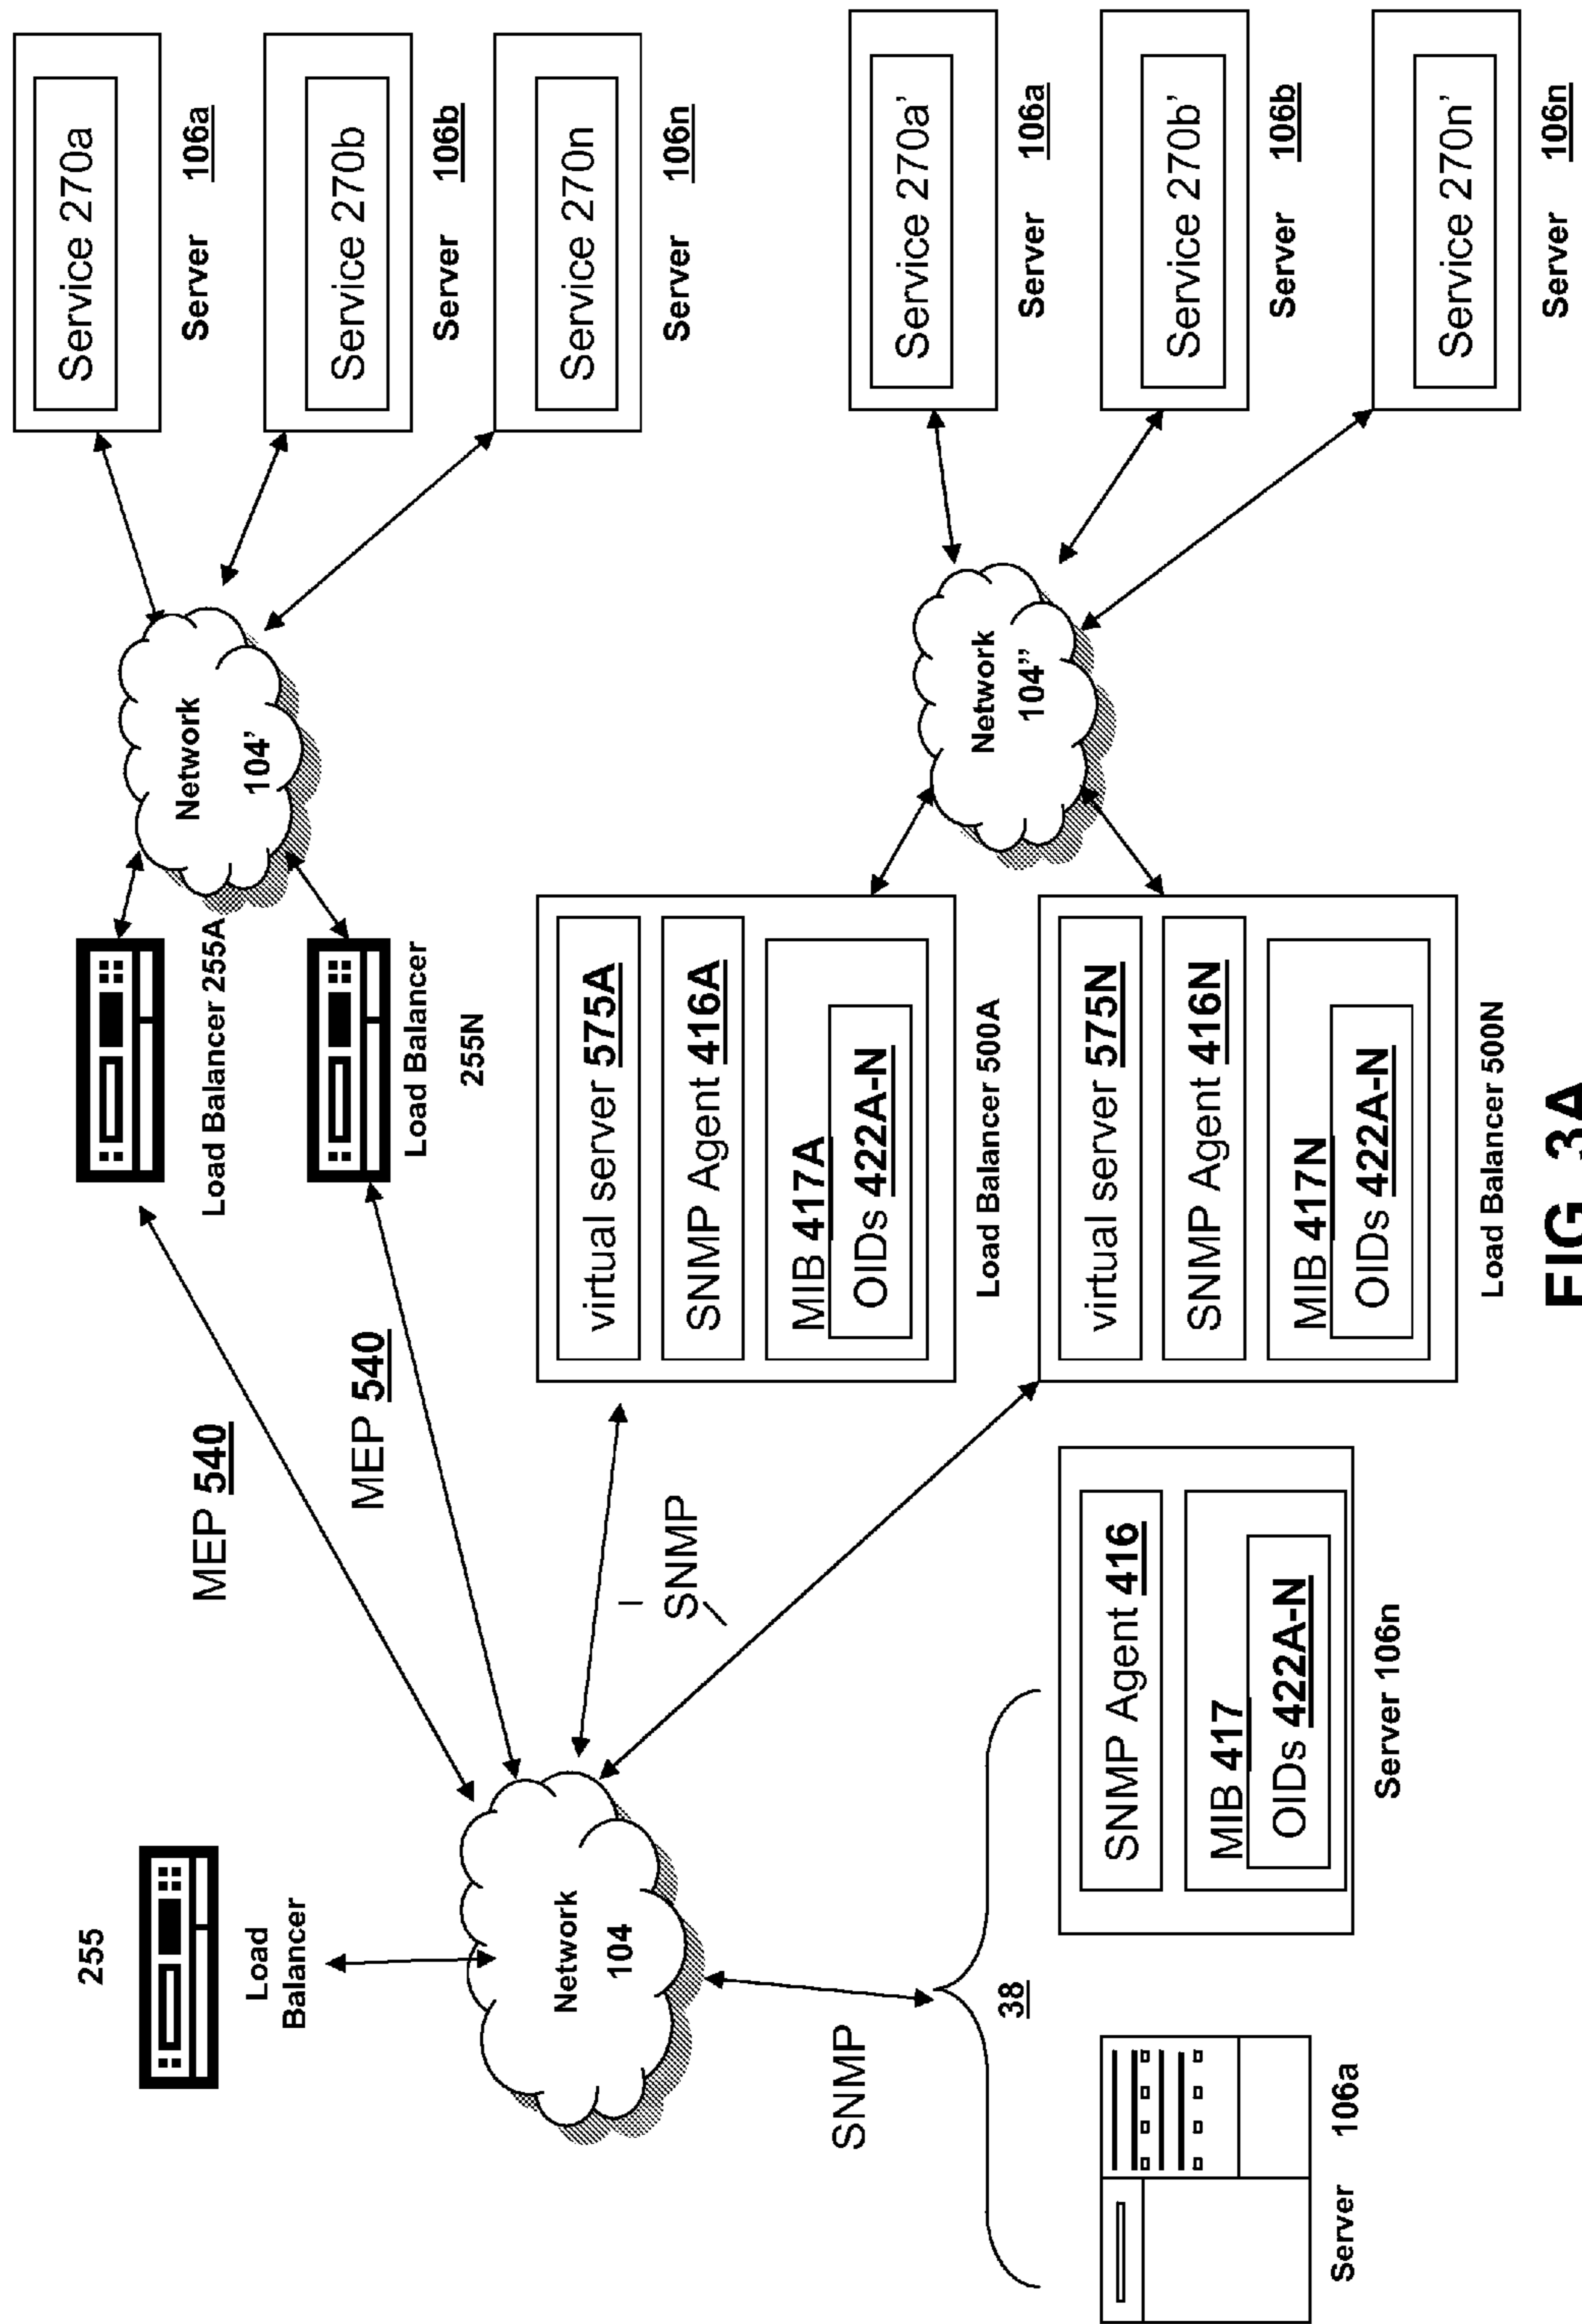 255
Load
Balancer
Network
104
SNMP
38
Server 106a
SNMP Agent 416
MIB 417
OIDs 422A-N
Server 106n
MEP 540
MEP 540
SNMP
Load Balancer 255A
Load Balancer
255N
virtual server 575A
SNMP Agent 416A
MIB 417A
OIDs 422A-N
Load Balancer 500A
virtual server 575N
SNMP Agent 416N
MIB 417N
OIDs 422A-N
Load Balancer 500N
Network
104'
Network
104''
Service 270a
Server 106a
Service 270b
Server 106b
Service 270n
Server 106n
Service 270a'
Server 106a
Service 270b'
Server 106b
Service 270n'
Server 106n
FIG. 3A